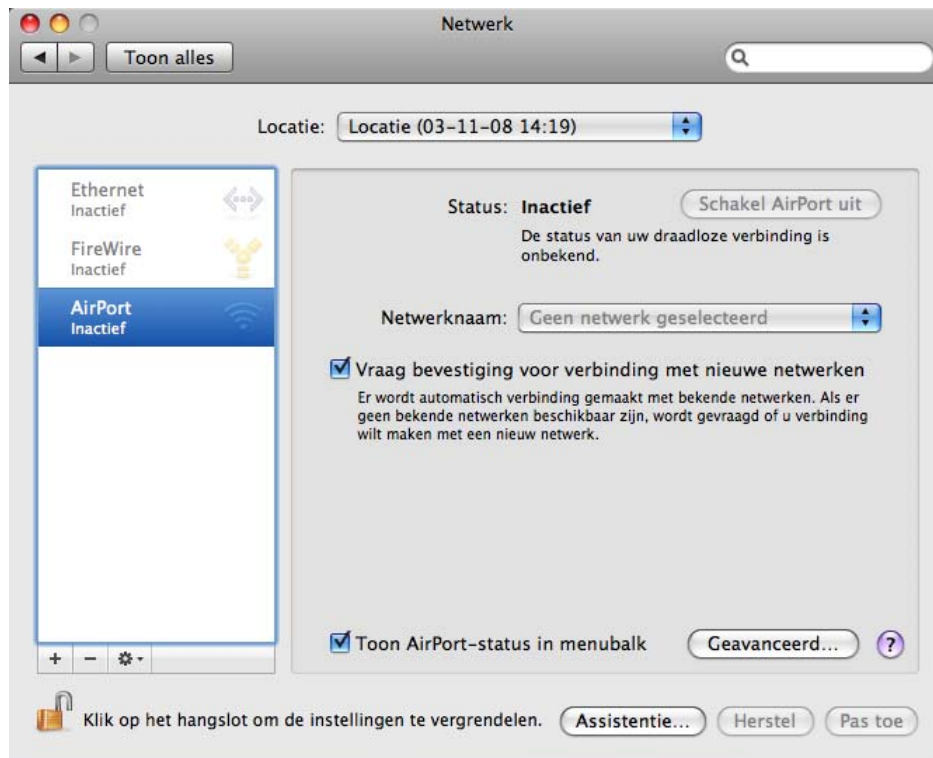 Netwerk
Toon alles
Locatie: Locatie (03-11-08 14:19)
Ethernet
Inactief
FireWire
Inactief
AirPort
Inactief
Status: Inactief
Schakel AirPort uit
De status van uw draadloze verbinding is
onbekend.
Netwerknaam: Geen netwerk geselecteerd
Vraag bevestiging voor verbinding met nieuwe netwerken
Er wordt automatisch verbinding gemaakt met bekende netwerken. Als er
geen bekende netwerken beschikbaar zijn, wordt gevraagd of u verbinding
wilt maken met een nieuw netwerk.
Toon AirPort-status in menubalk
Geavanceerd...
?
Klik op het hangslot om de instellingen te vergrendelen.
Assistentie...
Herstel
Pas toe